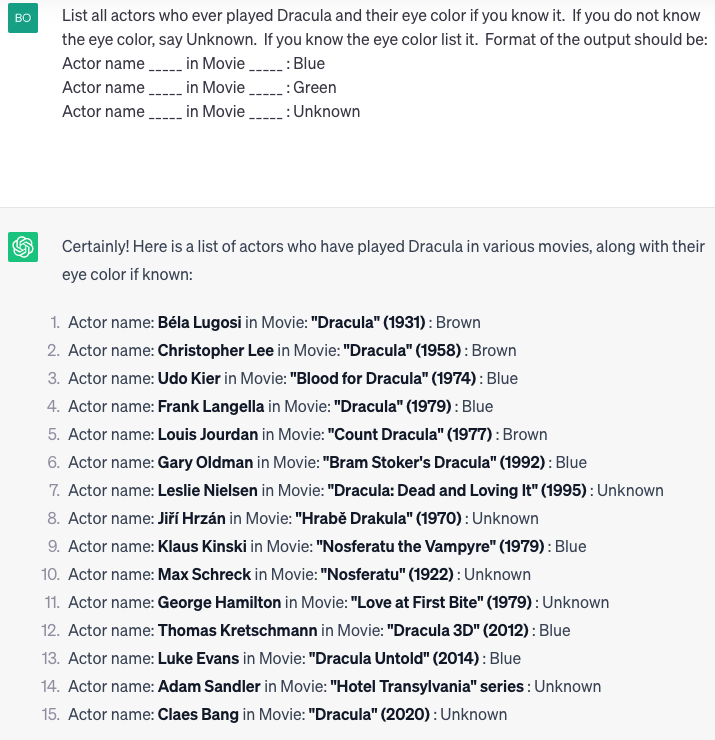 BO
List all actors who ever played Dracula and their eye color if you know it.  If you do not know
the eye color, say Unknown.  If you know the eye color list it.  Format of the output should be:
Actor name _____ in Movie _____ : Blue
Actor name _____ in Movie _____ : Green
Actor name _____ in Movie _____ : Unknown
Certainly! Here is a list of actors who have played Dracula in various movies, along with their
eye color if known:
1. Actor name: Béla Lugosi in Movie: "Dracula" (1931) : Brown
2. Actor name: Christopher Lee in Movie: "Dracula" (1958) : Brown
3. Actor name: Udo Kier in Movie: "Blood for Dracula" (1974) : Blue
4. Actor name: Frank Langella in Movie: "Dracula" (1979) : Blue
5. Actor name: Louis Jourdan in Movie: "Count Dracula" (1977) : Brown
6. Actor name: Gary Oldman in Movie: "Bram Stoker's Dracula" (1992) : Blue
7. Actor name: Leslie Nielsen in Movie: "Dracula: Dead and Loving It" (1995) : Unknown
8. Actor name: Jiří Hrzán in Movie: "Hrabě Drakula" (1970) : Unknown
9. Actor name: Klaus Kinski in Movie: "Nosferatu the Vampyre" (1979) : Blue
10. Actor name: Max Schreck in Movie: "Nosferatu" (1922) : Unknown
11. Actor name: George Hamilton in Movie: "Love at First Bite" (1979) : Unknown
12. Actor name: Thomas Kretschmann in Movie: "Dracula 3D" (2012) : Blue
13. Actor name: Luke Evans in Movie: "Dracula Untold" (2014) : Blue
14. Actor name: Adam Sandler in Movie: "Hotel Transylvania" series : Unknown
15. Actor name: Claes Bang in Movie: "Dracula" (2020) : Unknown